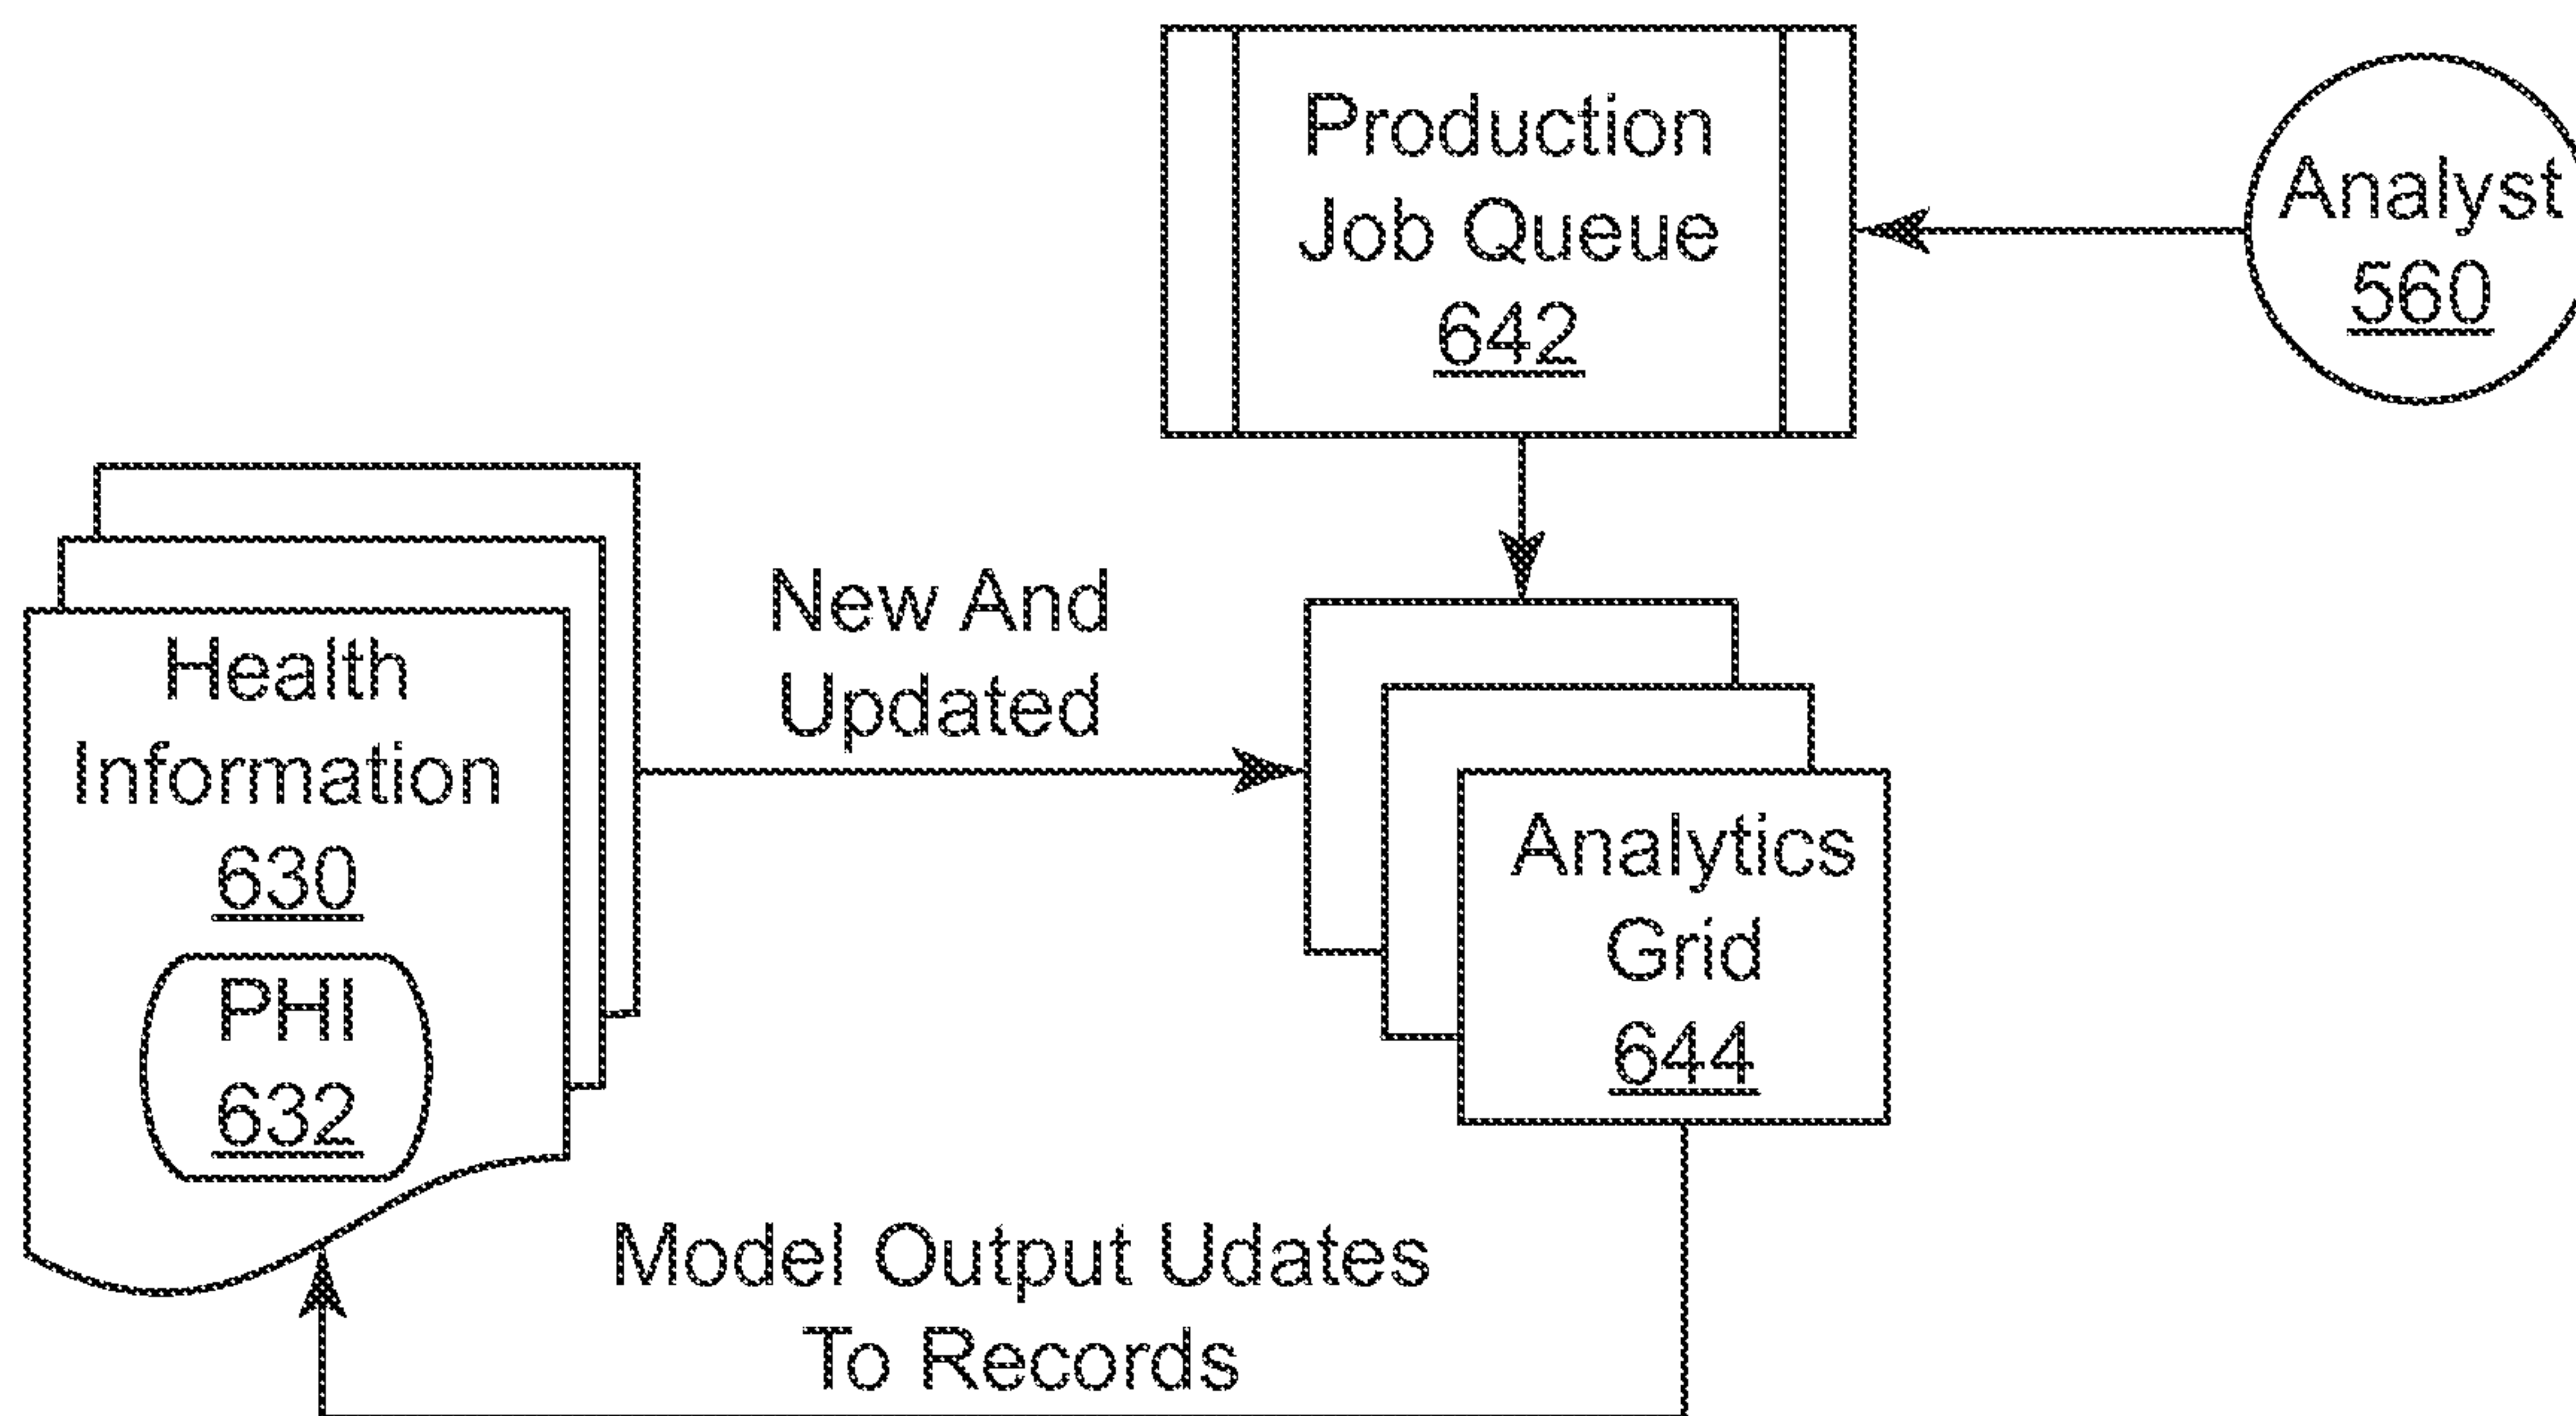 Production
Job Queue
642
Analyst
560
Health
Information
630
PHI
632
New And
Updated
Analytics
Grid
644
Model Output Udates
To Records